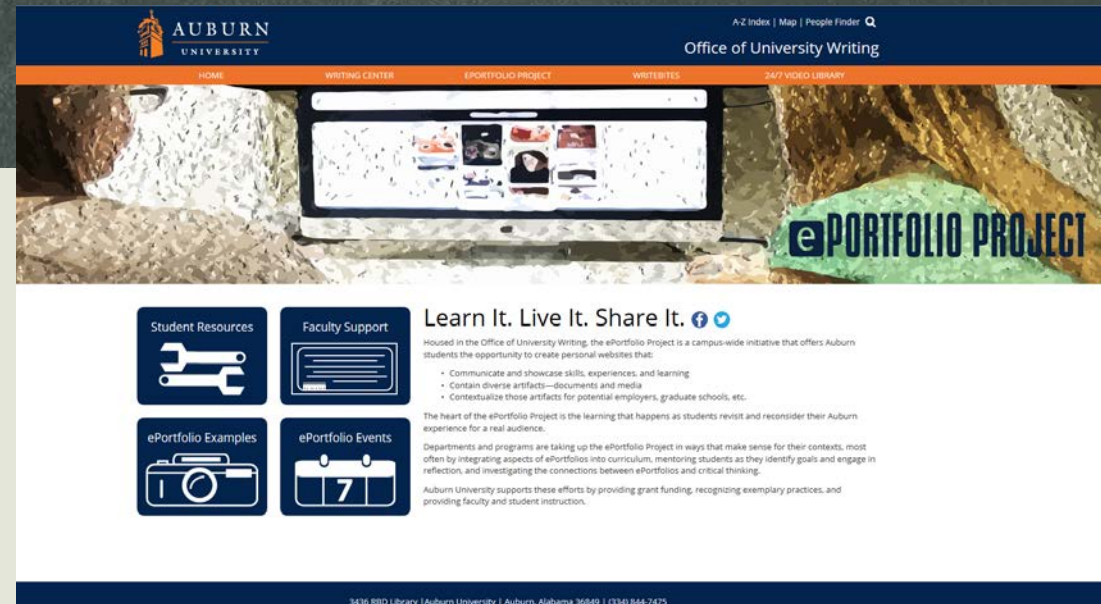 AUBURN
UNIVERSITY
A-Z Index | Map | People Finder
Office of University Writing
HOME WRITING CENTER EPORTFOLIO PROJECT WRITEBITES 24/7 VIDEO LIBRARY
ePORTFOLIO PROJECT
Student Resources
Faculty Support
ePortfolio Examples
ePortfolio Events
7
Learn It. Live It. Share It.
Housed in the Office of University Writing, the ePortfolio Project is a campus-wide initiative that offers Auburn
students the opportunity to create personal websites that:
• Communicate and showcase skills, experiences, and learning
• Contain diverse artifacts—documents and media
• Contextualize those artifacts for potential employers, graduate schools, etc.
The heart of the ePortfolio Project is the learning that happens as students revisit and reconsider their Auburn
experience for a real audience.
Departments and programs are taking up the ePortfolio Project in ways that make sense for their contexts, most
often by integrating aspects of ePortfolios into curriculum, mentoring students as they identify goals and engage in
reflection, and investigating the connections between ePortfolios and critical thinking.
Auburn University supports these efforts by providing grant funding, recognizing exemplary practices, and
providing faculty and student instruction.
3436 RBD Library |Auburn University | Auburn, Alabama 36849 | (334) 844-7475